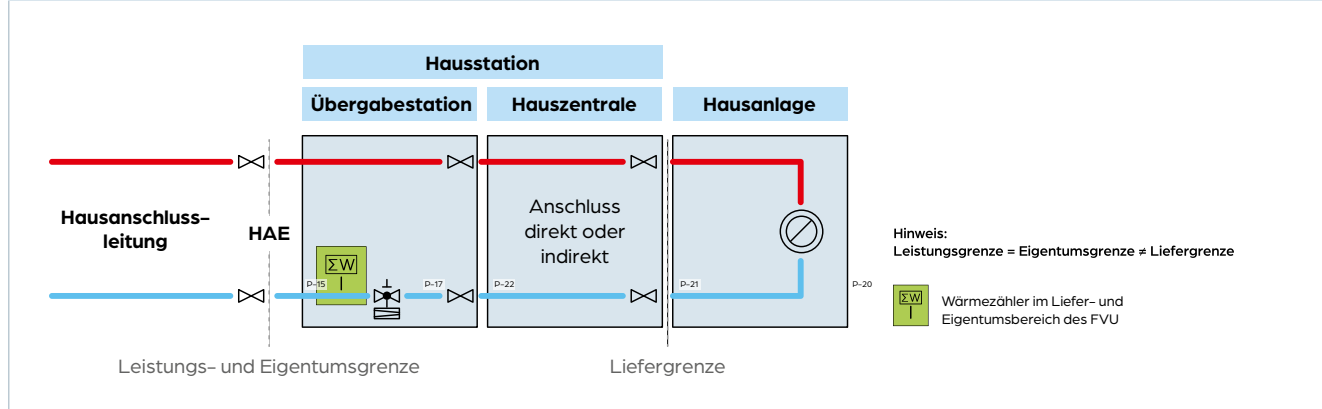 Hausstation
Übergabestation
Hauszentrale
Hausanlage
Hausanschluss-
leitung
HAE
Anschluss
direkt oder
indirekt
ΣW
P-15
P-17
P-22
P-21
P-20
Hinweis:
Leistungsgrenze = Eigentumsgrenze ≠ Liefergrenze
ΣW
Wärmezähler im Liefer- und
Eigentumsbereich des FVU
Leistungs- und Eigentumsgrenze
Liefergrenze